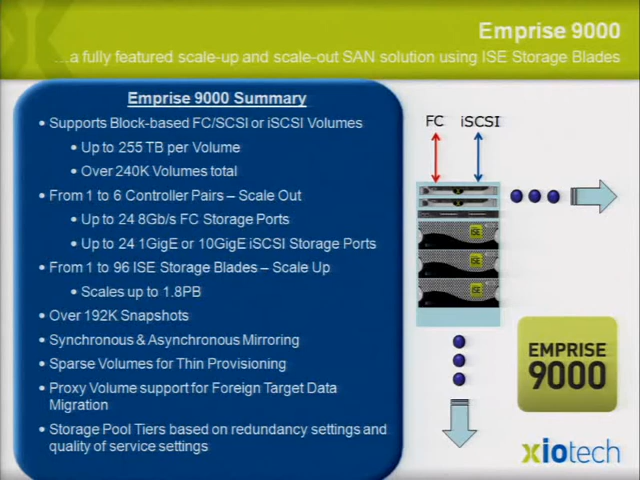 Emprise 9000
...a fully featured scale-up and scale-out SAN solution using ISE Storage Blades
Emprise 9000 Summary
• Supports Block-based FC/SCSI or iSCSI Volumes
• Up to 255 TB per Volume
• Over 240K Volumes total
• From 1 to 6 Controller Pairs – Scale Out
• Up to 24 8Gb/s FC Storage Ports
• Up to 24 1GigE or 10GigE iSCSI Storage Ports
• From 1 to 96 ISE Storage Blades – Scale Up
• Scales up to 1.8PB
• Over 192K Snapshots
• Synchronous & Asynchronous Mirroring
• Sparse Volumes for Thin Provisioning
• Proxy Volume support for Foreign Target Data
Migration
• Storage Pool Tiers based on redundancy settings and
quality of service settings
FC iSCSI
ISE
ISE
ISE
EMPRISE
9000
xiotech